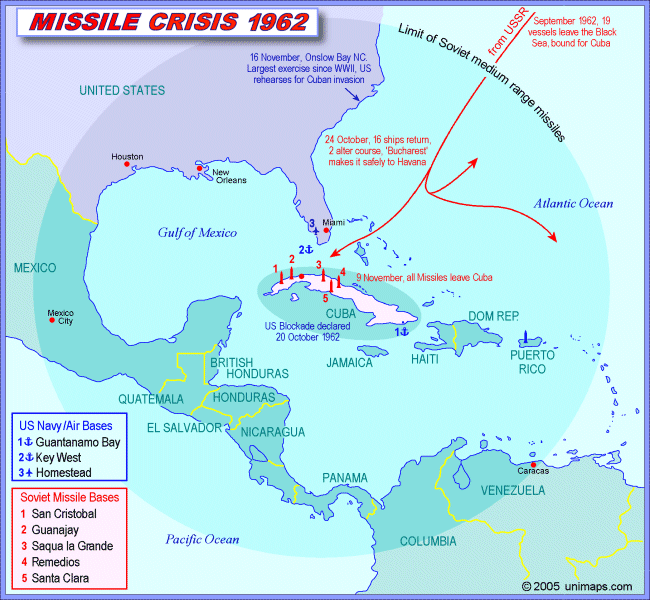 MISSILE CRISIS 1962
from USSR
September 1962, 19
vessels leave the Black
Sea, bound for Cuba
Limit of Soviet medium range missiles
16 November, Onslow Bay NC.
Largest exercise since WWII, US
rehearses for Cuban invasion
UNITED STATES
24 October, 16 ships return,
2 alter course, 'Bucharest'
makes it safely to Havana
Houston
New
Orleans
Atlantic Ocean
3
Miami
Gulf of Mexico
2
MEXICO
1
2
3
4
5
9 November, all Missiles leave Cuba
Mexico
City
CUBA
US Blockade declared
20 October 1962
1
DOM REP.
JAMAICA
HAITI
PUERTO
RICO
BRITISH
HONDURAS
QUATEMALA
HONDURAS
EL SALVADOR
NICARAGUA
US Navy/Air Bases
1 Guantanamo Bay
2 Key West
3 Homestead
Caracas
PANAMA
VENEZUELA
Soviet Missile Bases
1 San Cristobal
2 Guanajay
3 Saqua la Grande
4 Remedios
5 Santa Clara
Pacific Ocean
COLUMBIA
© 2005 unimaps.com